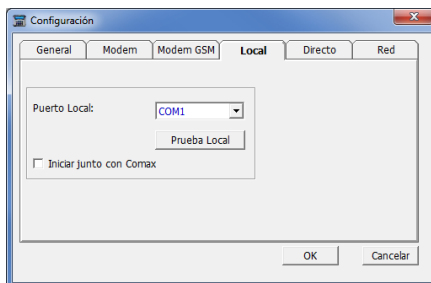 Configuración
General Modem Modem GSM Local Directo Red
Puerto Local: COM1
Prueba Local
Iniciar junto con Comax
OK Cancelar